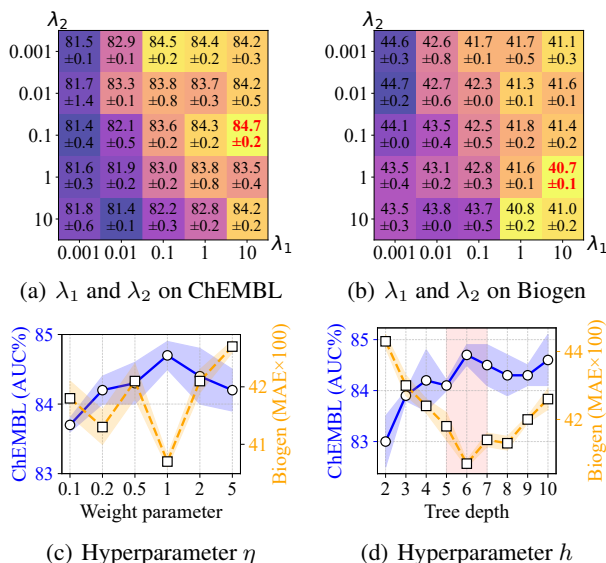 λ2
0.001 81.5 82.9 84.5 84.4 84.2
±0.1 ±0.1 ±0.2 ±0.2 ±0.3
0.01 81.7 83.3 83.8 83.7 84.2
±1.4 ±0.1 ±0.8 ±0.3 ±0.5
0.1 81.4 82.1 83.6 84.3 84.7
±0.4 ±0.5 ±0.2 ±0.2 ±0.2
1 81.6 81.9 83.0 83.8 83.5
±0.3 ±0.2 ±0.2 ±0.8 ±0.4
10 81.8 81.4 82.2 82.8 84.2
±0.6 ±0.1 ±0.3 ±0.2 ±0.2
λ1
0.001 0.01 0.1 1 10
(a) λ1 and λ2 on ChEMBL
λ2
0.001 44.6 42.6 41.7 41.7 41.1
±0.3 ±0.8 ±0.1 ±0.5 ±0.3
0.01 44.7 42.7 42.3 41.3 41.6
±0.2 ±0.6 ±0.0 ±0.1 ±0.1
0.1 44.1 43.5 42.5 41.8 41.4
±0.0 ±0.4 ±0.5 ±0.2 ±0.2
1 43.5 43.1 42.8 41.6 40.7
±0.4 ±0.2 ±0.3 ±0.1 ±0.1
10 43.5 43.8 43.7 40.8 41.0
±0.3 ±0.0 ±0.5 ±0.2 ±0.2
λ1
0.001 0.01 0.1 1 10
(b) λ1 and λ2 on Biogen
ChEMBL (AUC%)
85
84
83
42
41
Biogen (MAE×100)
0.1 0.2 0.5 1 2 5
Weight parameter
(c) Hyperparameter η
ChEMBL (AUC%)
85
84
83
44
42
Biogen (MAE×100)
2 3 4 5 6 7 8 9 10
Tree depth
(d) Hyperparameter h